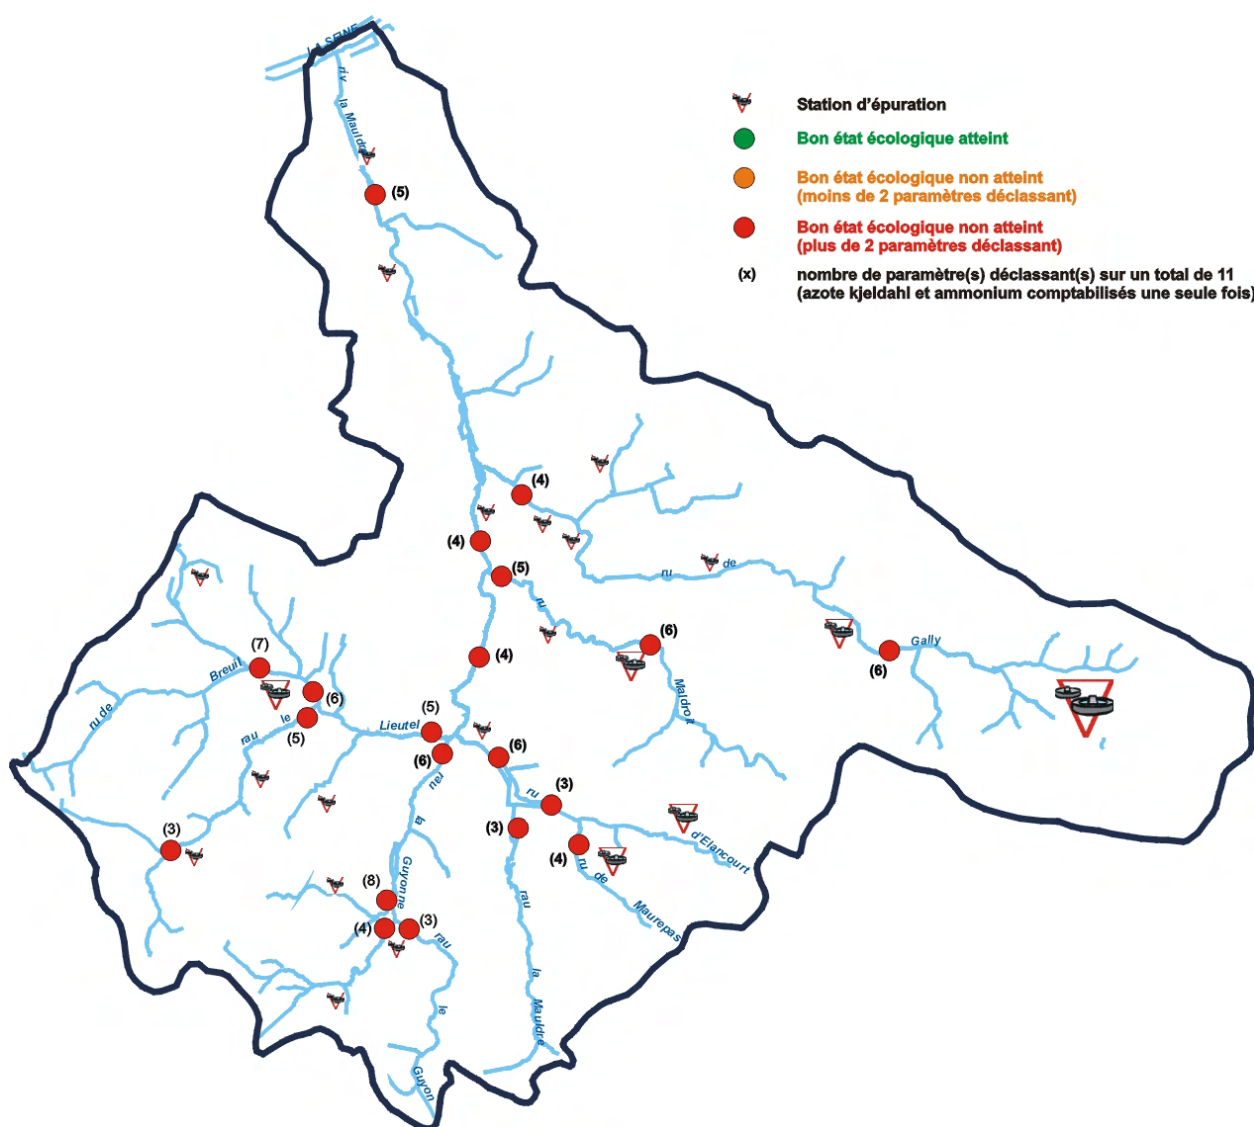 LA SEINE
riv
la Mauldre
Station d'épuration
Bon état écologique atteint
Bon état écologique non atteint
(moins de 2 paramètres déclassant)
Bon état écologique non atteint
(plus de 2 paramètres déclassant)
(x)
nombre de paramètre(s) déclassant(s) sur un total de 11
(azote kjeldahl et ammonium comptabilisés une seule fois)
(5)
(4)
(4)
(5)
ru
de
Gally
(6)
ru
(6)
Maldroit
(4)
(7)
Breuil
ru de
(6)
(5)
le
rau
Lieutel
(5)
(6)
(6)
rau
la
Guyonne
ru
(3)
d'Elancourt
(3)
(4)
ru
de
Maurepas
(3)
(8)
(4)
(3)
rau
le
Guyon
rau
la
Mauldre